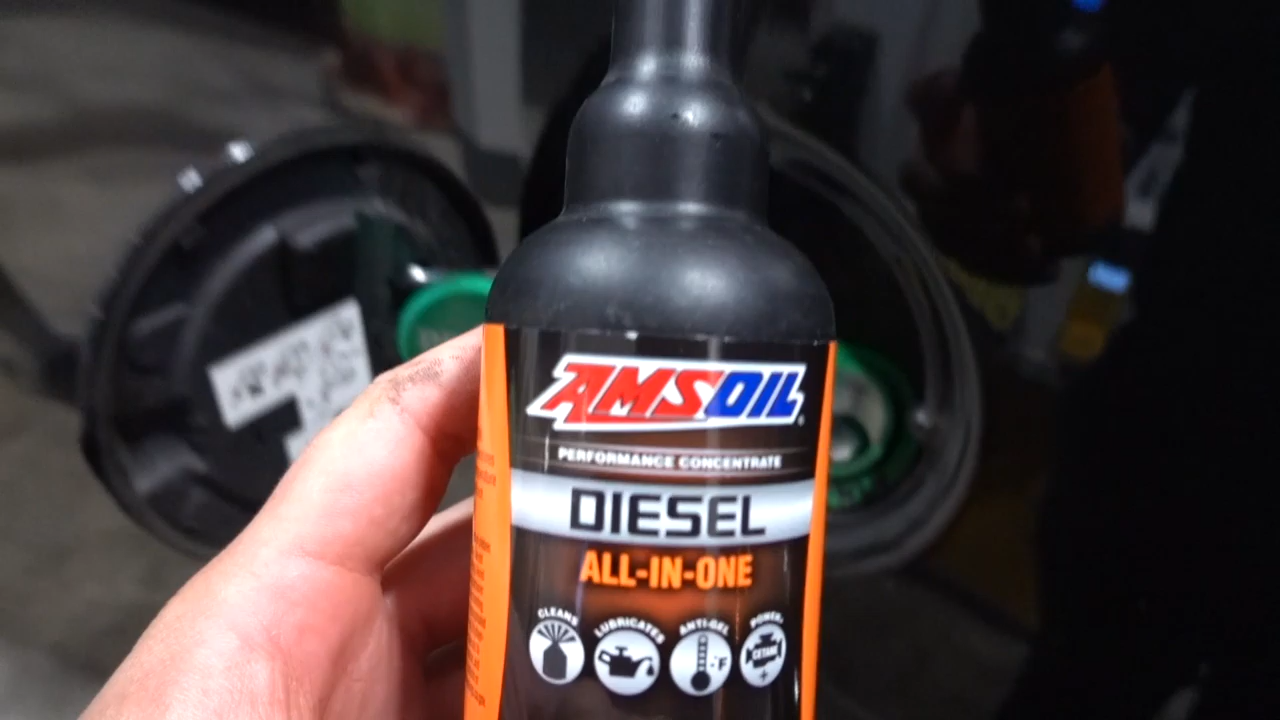 AMSOIL
PERFORMANCE CONCENTRATE
DIESEL
ALL-IN-ONE
CLEANS LUBRICATES ANTI-GEL POWER+
°F CETANE
+